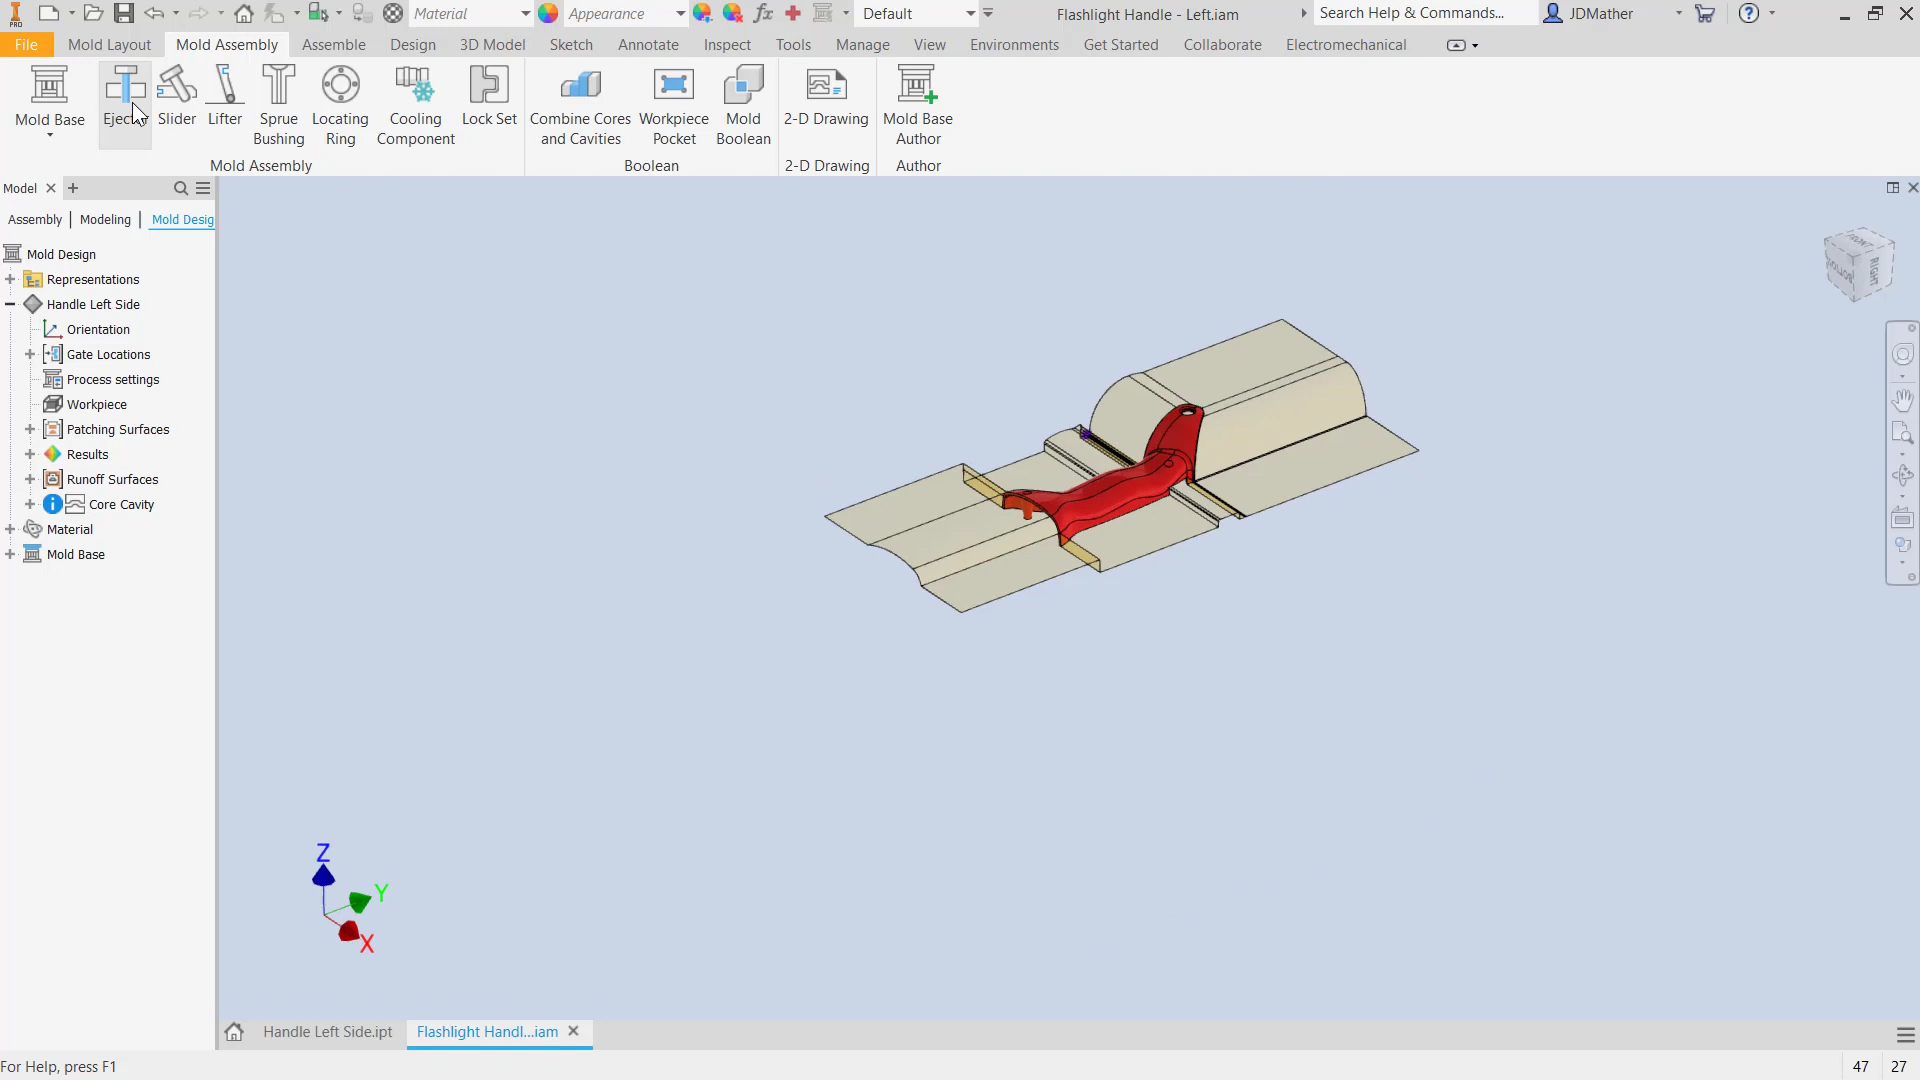 PRO
Material
Appearance
fx
Default
Flashlight Handle - Left.iam
Search Help & Commands...
JDMather
File
Mold Layout
Mold Assembly
Assemble
Design
3D Model
Sketch
Annotate
Inspect
Tools
Manage
View
Environments
Get Started
Collaborate
Electromechanical
Mold Base
Slider
Lifter
Sprue
Bushing
Locating
Ring
Cooling
Component
Lock Set
Combine Cores
and Cavities
Workpiece
Pocket
Mold
Boolean
2-D Drawing
Mold Base
Author
Mold Assembly
Boolean
2-D Drawing
Author
Model
Assembly
Modeling
Mold Desig
Mold Design
Representations
Handle Left Side
Orientation
Gate Locations
Process settings
Workpiece
Patching Surfaces
Results
Runoff Surfaces
Core Cavity
Material
Mold Base
FRONT
BOTTOM
RIGHT
Z
Y
X
Handle Left Side.ipt
Flashlight Handl...iam
For Help, press F1
47
27